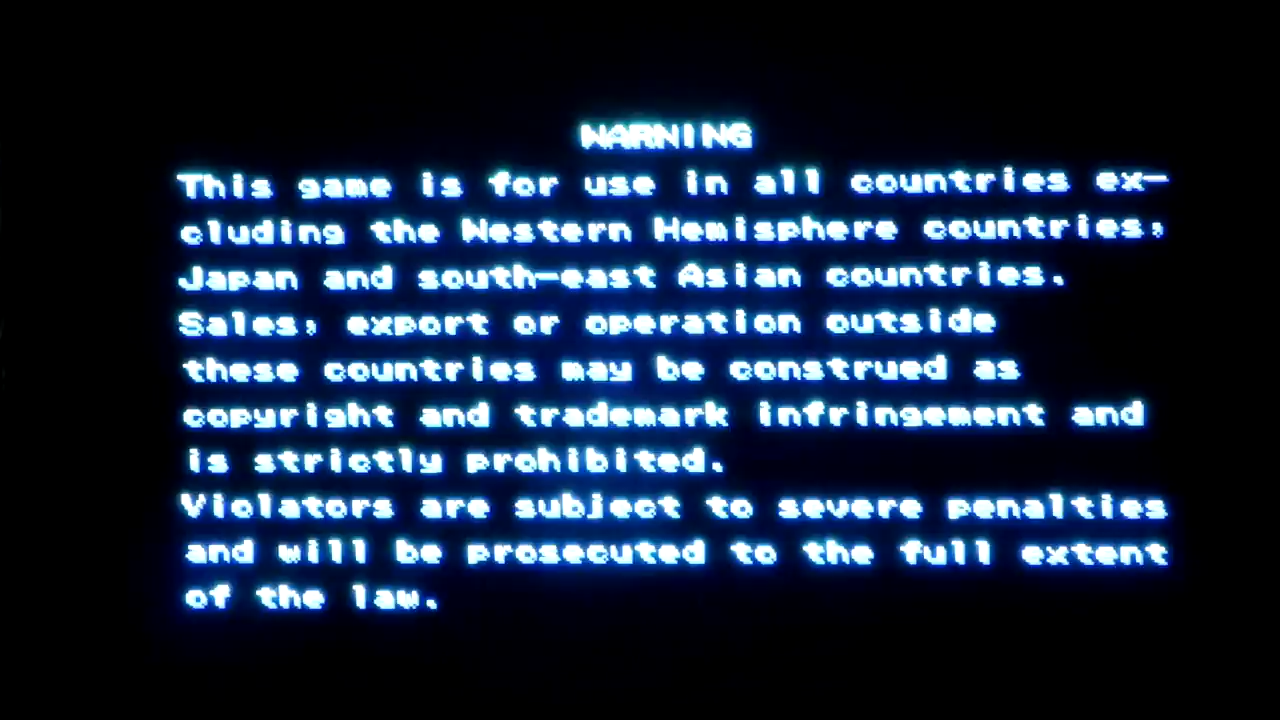 WARNING
This game is for use in all countries ex-
cluding the Western Hemisphere countries,
Japan and south-east Asian countries.
Sales, export or operation outside
these countries may be construed as
copyright and trademark infringement and
is strictly prohibited.
Violators are subject to severe penalties
and will be prosecuted to the full extent
of the law.